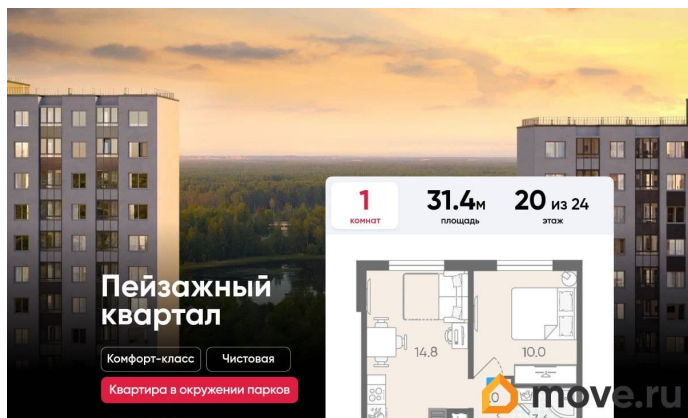 1
комнат
31.4м
площадь
20 из 24
этаж
Пейзажный
квартал
Комфорт-класс
Чистовая
Квартира в окружении парков
14.8
10.0
move.ru